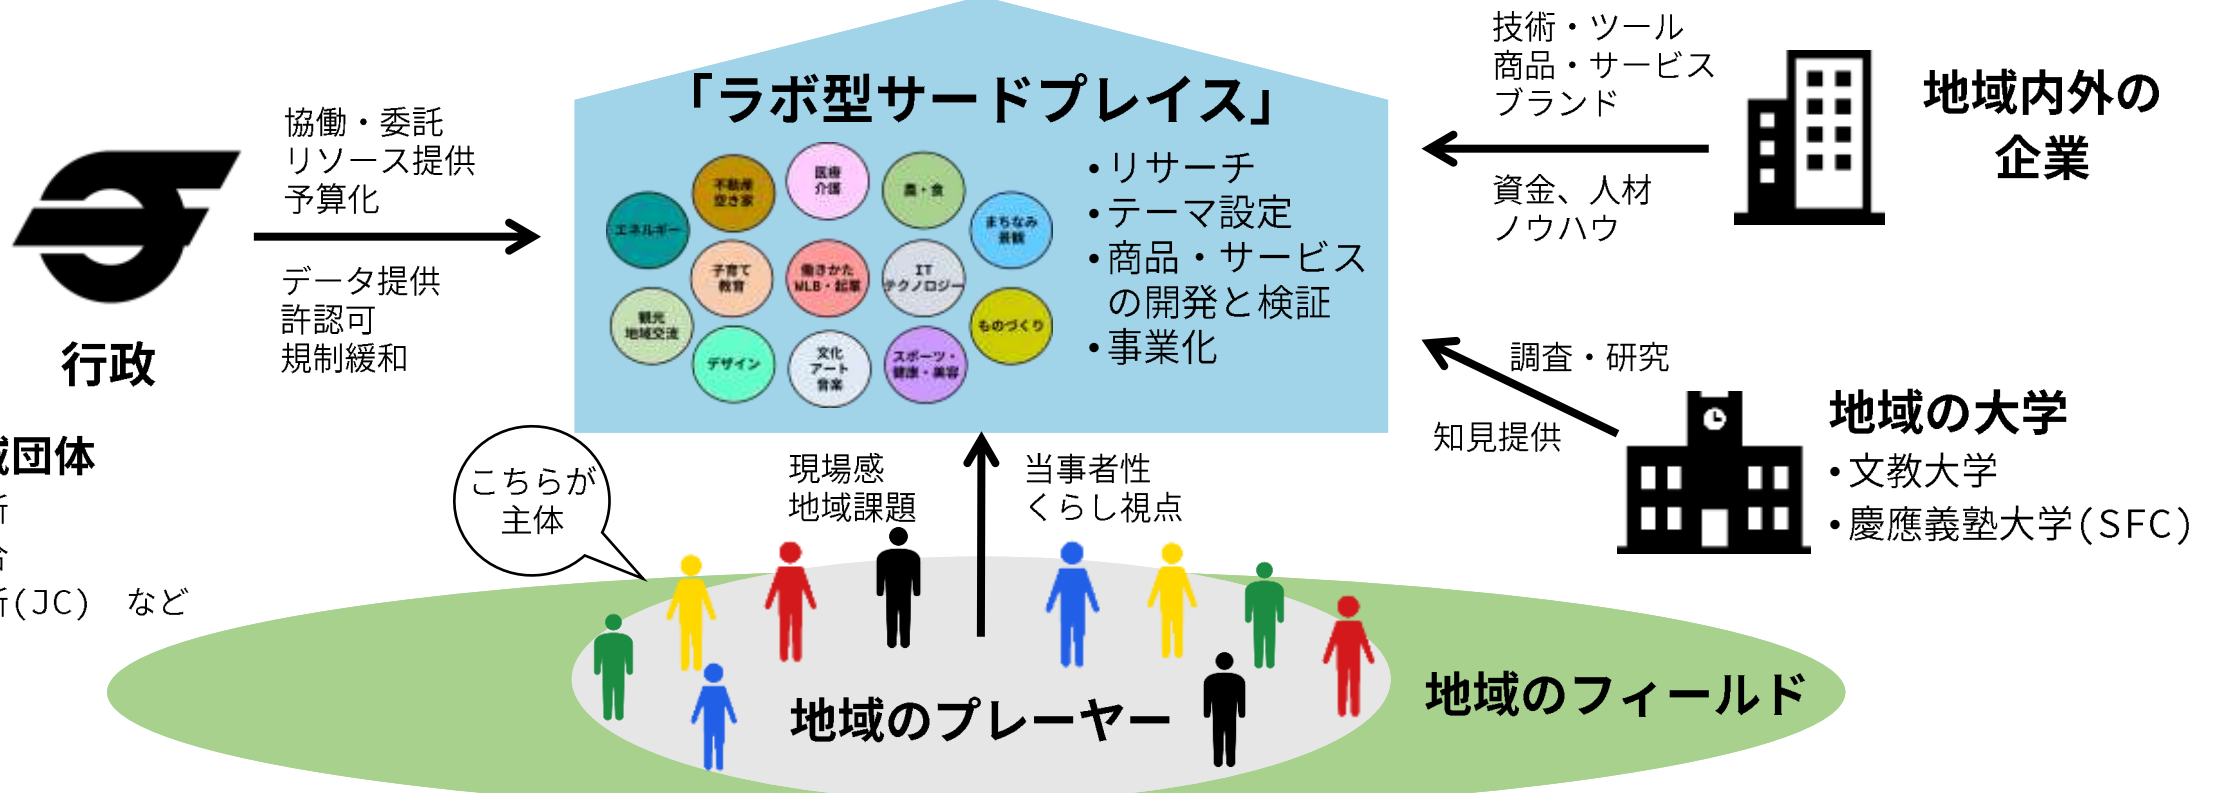 「ラボ型サードプレイス」
エネルギー
不動産
空き家
医療
介護
農・食
まちなみ
景観
子育て
教育
働きかた
WLB・起業
IT
テクノロジー
観光
地域交流
デザイン
文化
アート
音楽
スポーツ・
健康・美容
ものづくり
・リサーチ
・テーマ設定
・商品・サービス
の開発と検証
・事業化
協働・委託
リソース提供
予算化
データ提供
許認可
規制緩和
行政
団体
(JC) など
技術・ツール
商品・サービス
ブランド
資金、人材
ノウハウ
地域内外の
企業
調査・研究
知見提供
地域の大学
・文教大学
・慶應義塾大学(SFC)
こちらが
主体
現場感
地域課題
当事者性
くらし視点
地域のプレーヤー
地域のフィールド